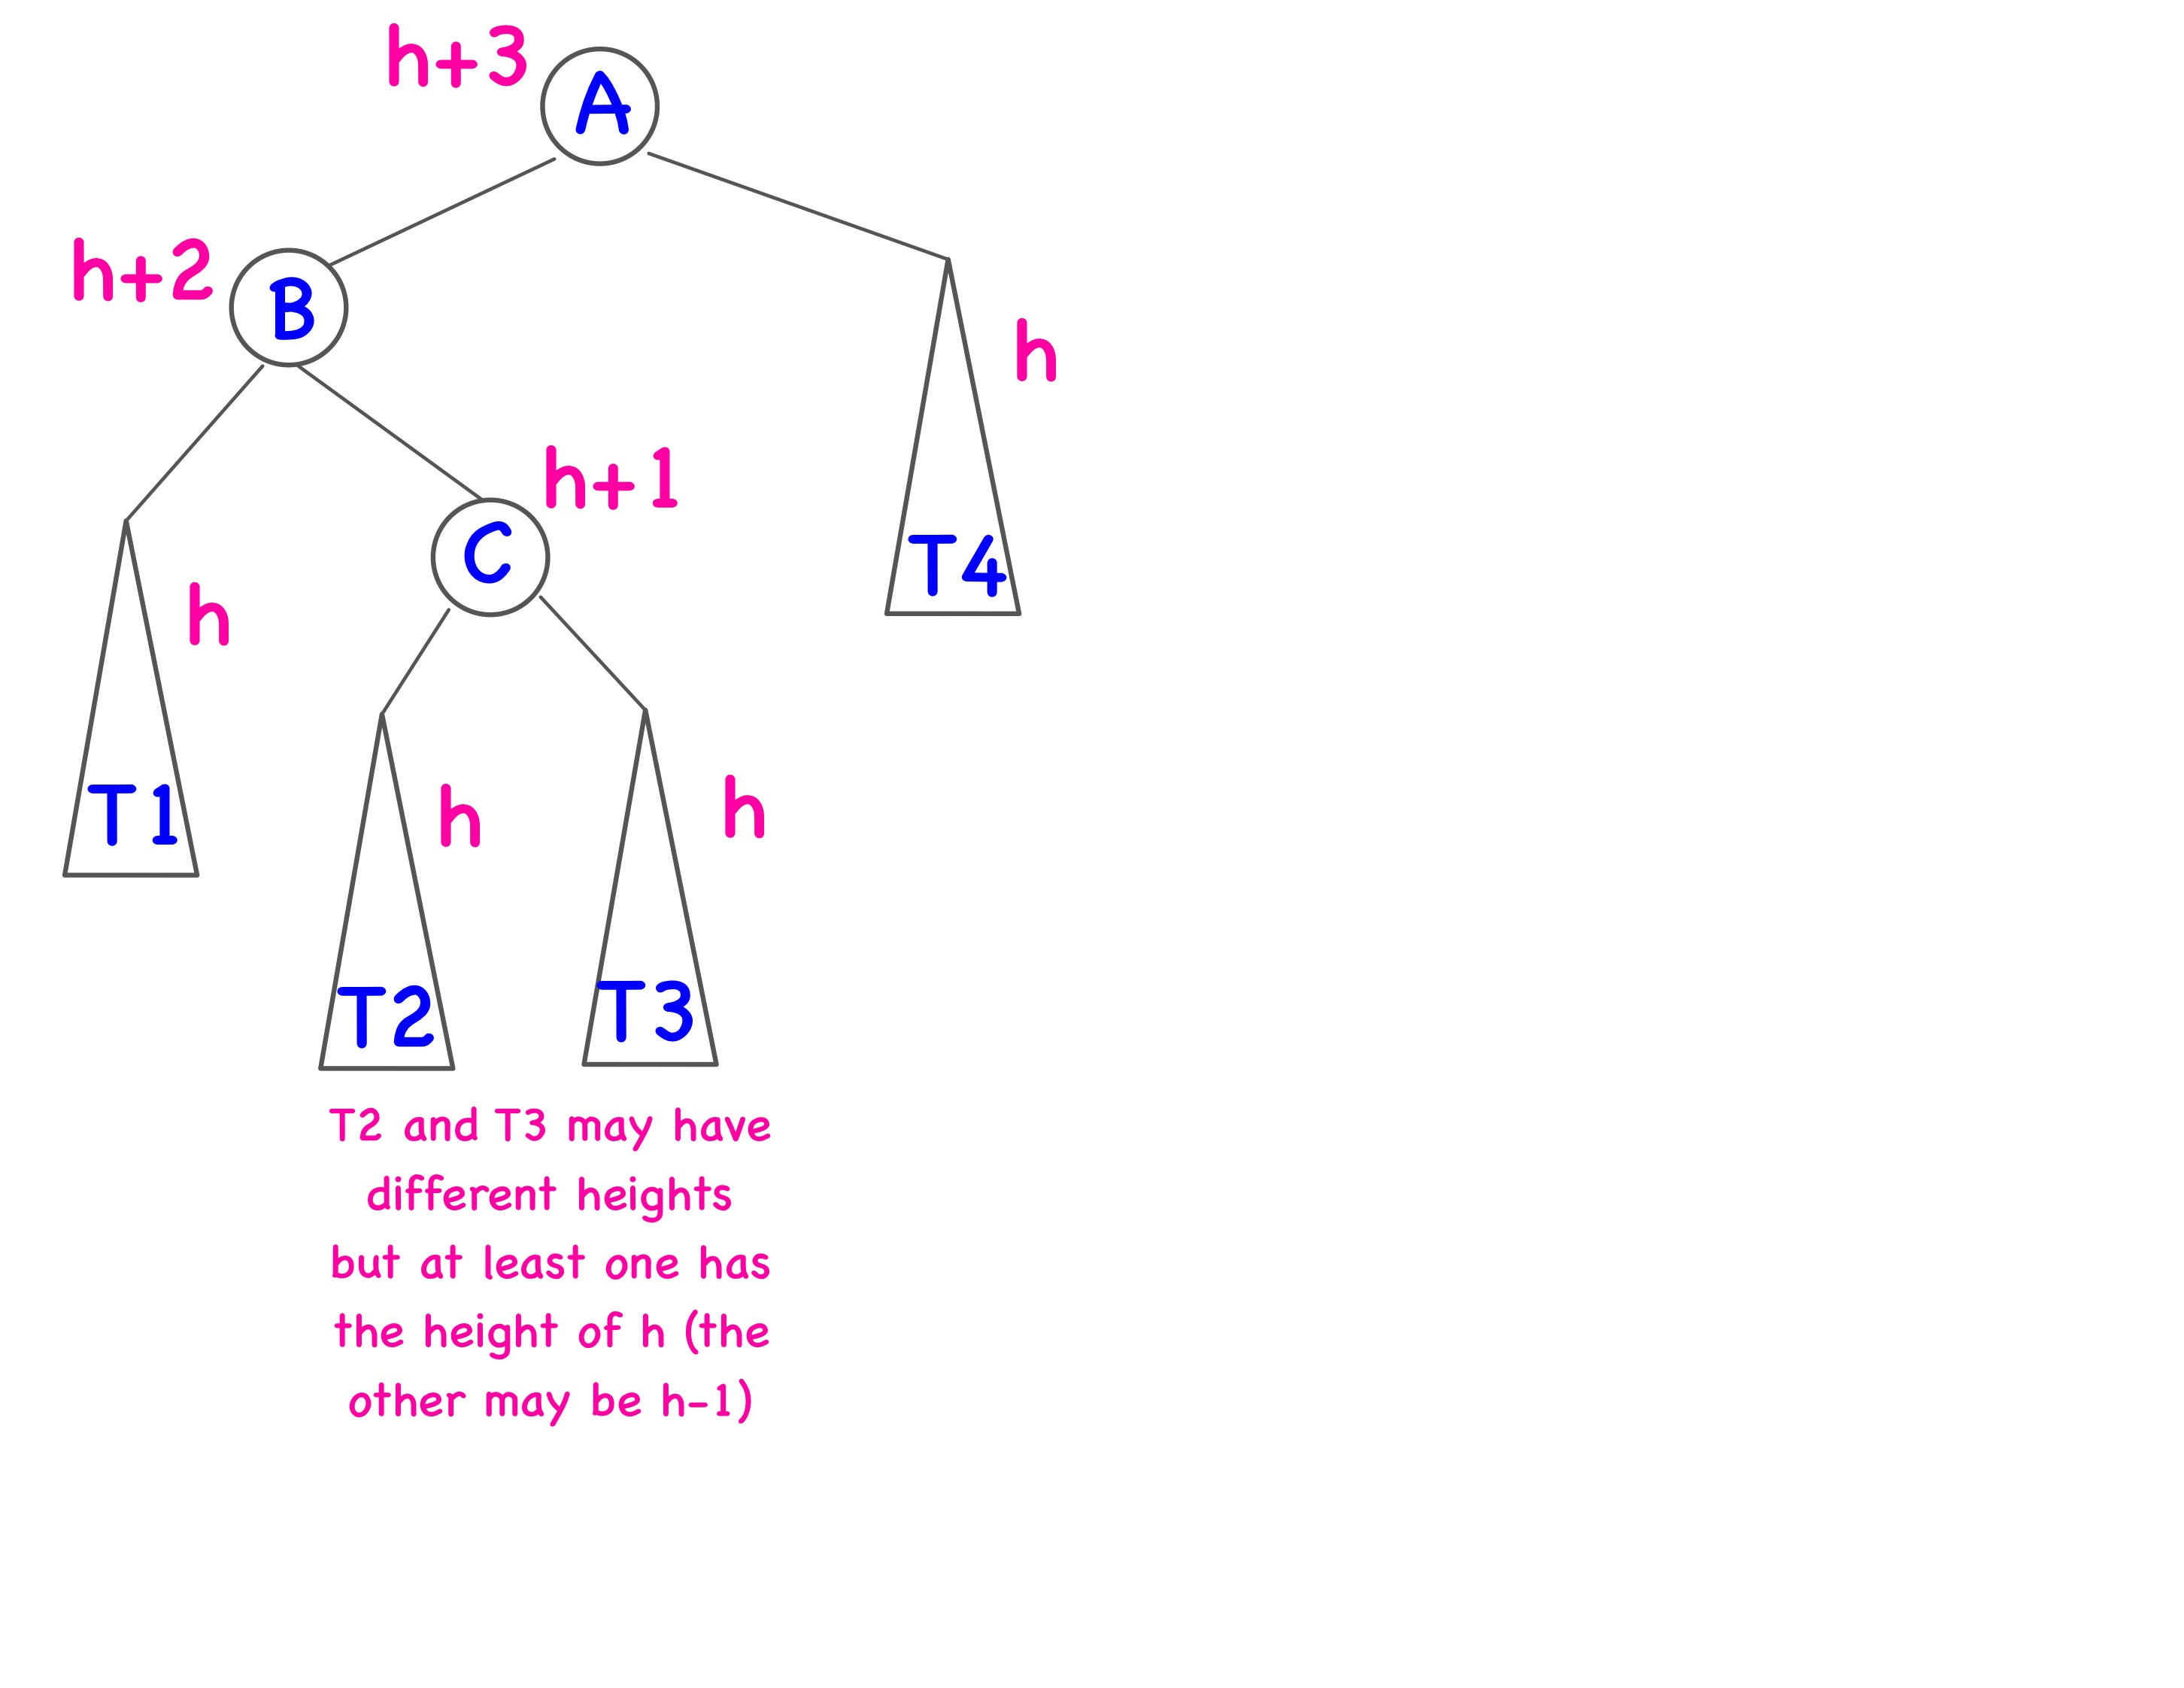 h+3
A
h+2
B
h
h+1
C
T4
h
h
h
T1
T2
T3
T2 and T3 may have
different heights
but at least one has
the height of h (the
other may be h-1)